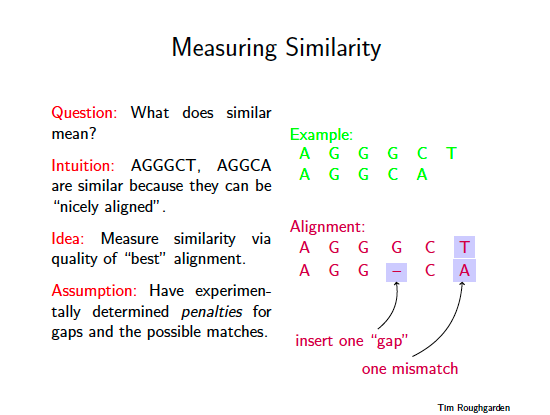 Measuring Similarity
Question: What does similar
mean?
Intuition: AGGGCT, AGGCA
are similar because they can be
“nicely aligned”.
Idea: Measure similarity via
quality of “best” alignment.
Assumption: Have experimen-
tally determined penalties for
gaps and the possible matches.
Example:
A G G G C T
A G G C A
Alignment:
A G G G C T
A G G – C A
insert one “gap”
one mismatch
Tim Roughgarden